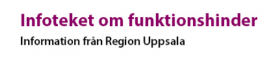 Infoteket om funktionshinder
Information från Region Uppsala